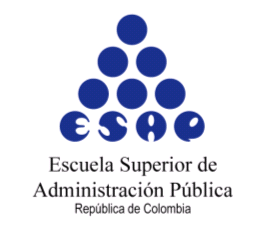 ESAP
Escuela Superior de
Administración Pública
República de Colombia